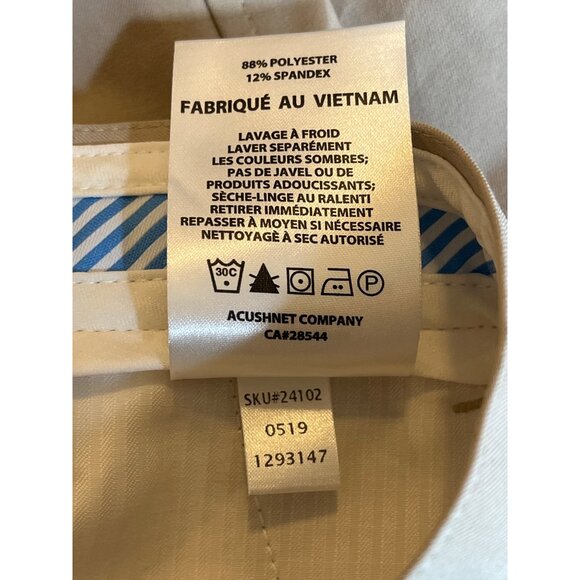 88% POLYESTER
12% SPANDEX
FABRIQUÉ AU VIETNAM
LAVAGE À FROID
LAVER SEPARÉMENT
LES COULEURS SOMBRES;
PAS DE JAVEL OU DE
PRODUITS ADOUCISSANTS;
SÈCHE-LINGE AU RALENTI
RETIRER IMMÉDIATEMENT
REPASSER À MOYEN SI NÉCESSAIRE
NETTOYAGE À SEC AUTORISÉ
30C P
ACUSHNET COMPANY
CA#28544
SKU#24102
0519
1293147